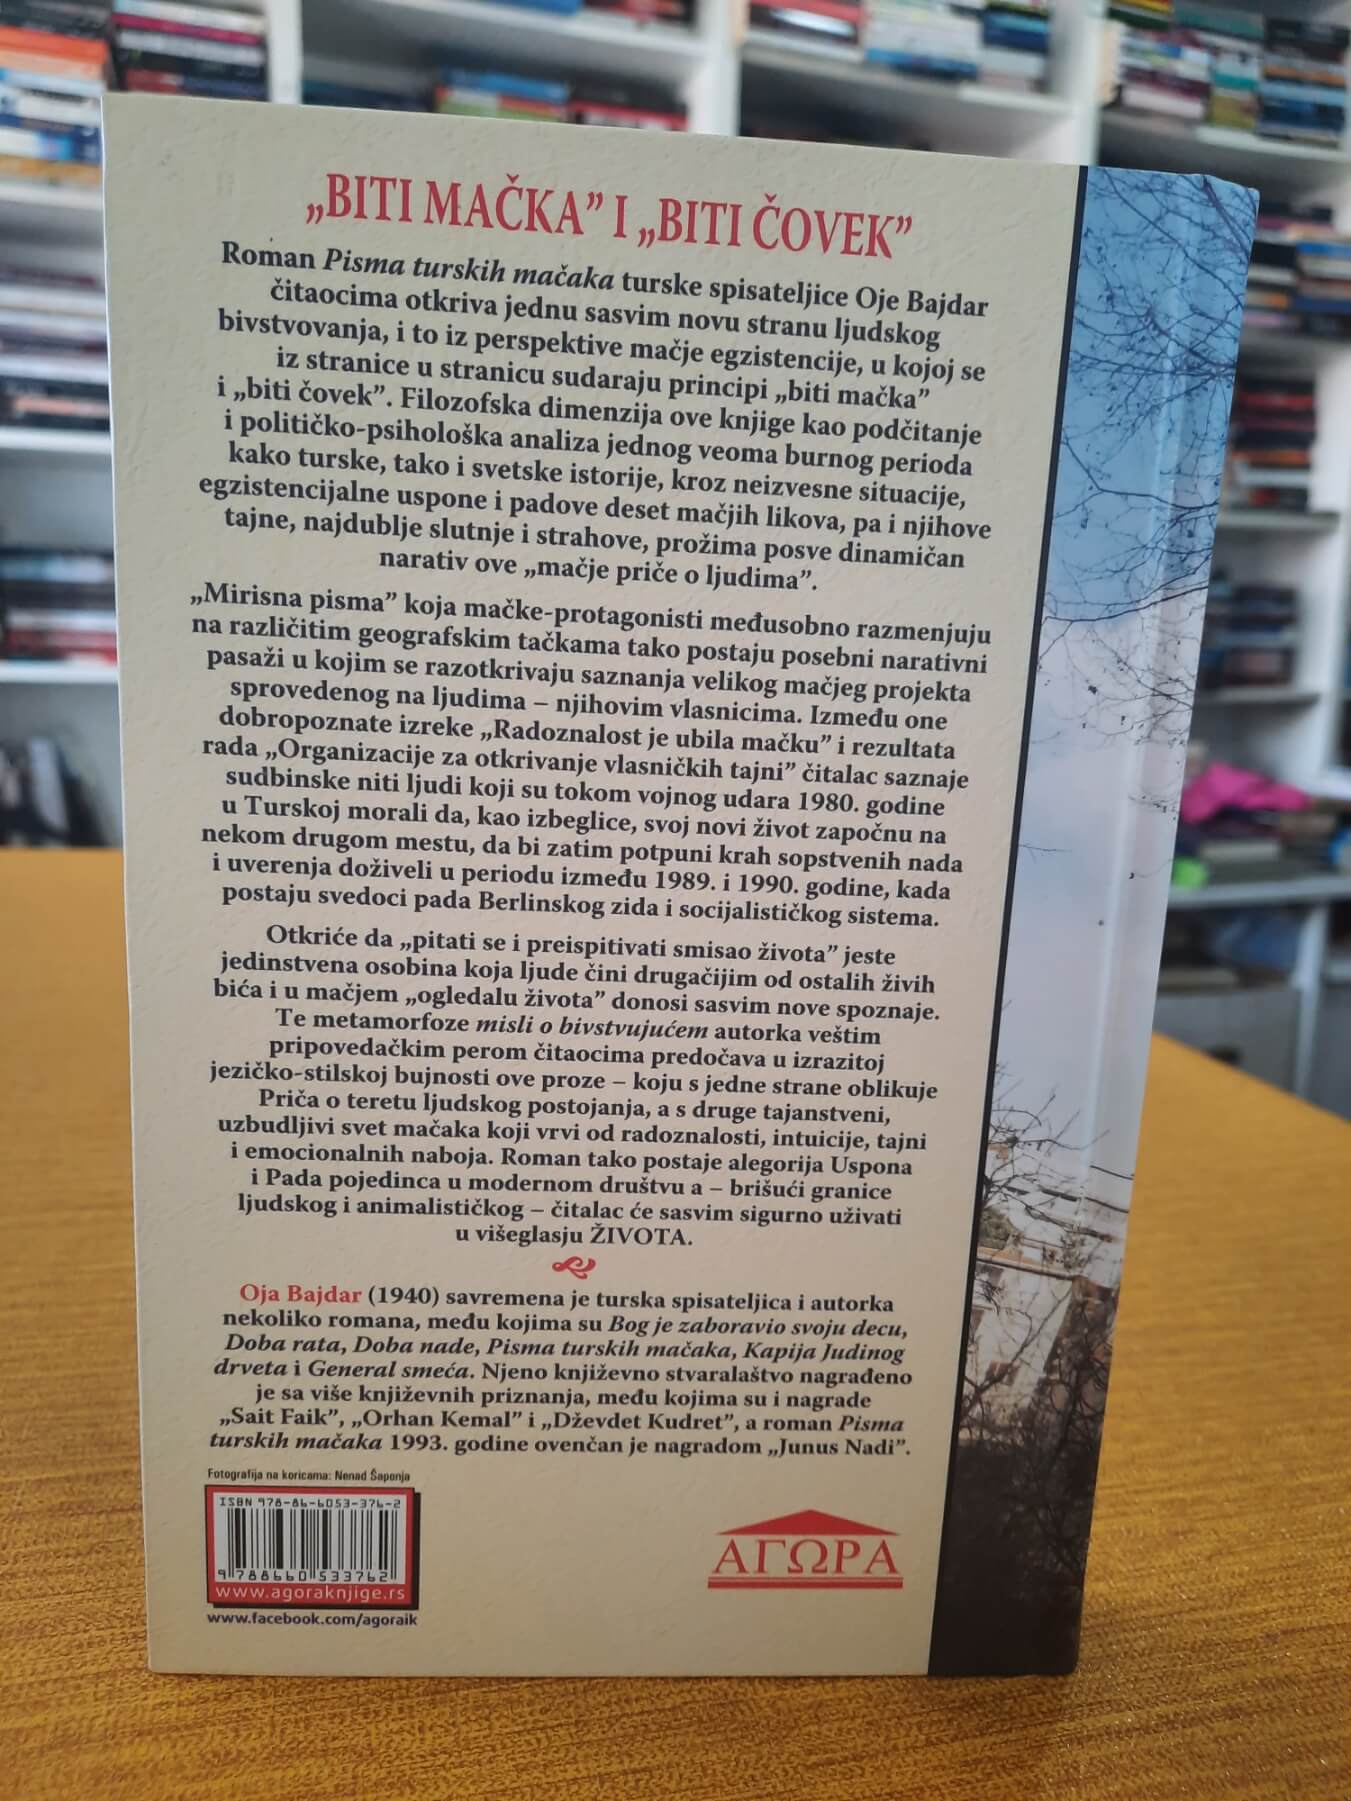 „BITI MAČKA” I „BITI ČOVEK”
Roman Pisma turskih mačaka turske spisateljice Oje Bajdar
čitaocima otkriva jednu sasvim novu stranu ljudskog
bivstvovanja, i to iz perspektive mačje egzistencije, u kojoj se
iz stranice u stranicu sudaraju principi „biti mačka”
i „biti čovek”. Filozofska dimenzija ove knjige kao podčitanje
i političko-psihološka analiza jednog veoma burnog perioda
kako turske, tako i svetske istorije, kroz neizvesne situacije,
egzistencijalne uspone i padove deset mačjih likova, pa i njihove
tajne, najdublje slutnje i strahove, prožima posve dinamičan
narativ ove „mačje priče o ljudima”.
„Mirisna pisma” koja mačke-protagonisti međusobno razmenjuju
na različitim geografskim tačkama tako postaju posebni narativni
pasaži u kojim se razotkrivaju saznanja velikog mačjeg projekta
sprovedenog na ljudima – njihovim vlasnicima. Između one
dobropoznate izreke „Radoznalost je ubila mačku” i rezultata
rada „Organizacije za otkrivanje vlasničkih tajni” čitalac saznaje
sudbinske niti ljudi koji su tokom vojnog udara 1980. godine
u Turskoj morali da, kao izbeglice, svoj novi život započnu na
nekom drugom mestu, da bi zatim potpuni krah sopstvenih nada
i uverenja doživeli u periodu između 1989. i 1990. godine, kada
postaju svedoci pada Berlinskog zida i socijalističkog sistema.
Otkriće da „pitati se i preispitivati smisao života” jeste
jedinstvena osobina koja ljude čini drugačijim od ostalih živih
bića i u mačjem „ogledalu života” donosi sasvim nove spoznaje.
Te metamorfoze misli o bivstvujućem autorka veštim
pripovedačkim perom čitaocima predočava u izrazitoj
jezičko-stilskoj bujnosti ove proze – koju s jedne strane oblikuje
Priča o teretu ljudskog postojanja, a s druge tajanstveni,
uzbudljivi svet mačaka koji vrvi od radoznalosti, intuicije, tajni
i emocionalnih naboja. Roman tako postaje alegorija Uspona
i Pada pojedinca u modernom društvu a – brišući granice
ljudskog i animalističkog – čitalac će sasvim sigurno uživati
u višeglasju ŽIVOTA.
Oja Bajdar (1940) savremena je turska spisateljica i autorka
nekoliko romana, među kojima su Bog je zaboravio svoju decu,
Doba rata, Doba nade, Pisma turskih mačaka, Kapija Judinog
drveta i General smeća. Njeno književno stvaralaštvo nagrađeno
je sa više književnih priznanja, među kojima su i nagrade
„Sait Faik”, „Orhan Kemal” i „Dževdet Kudret”, a roman Pisma
turskih mačaka 1993. godine ovenčan je nagradom „Junus Nadi”.
Fotografija na koricama: Nenad Šaponja
ISBN 978-86-6053-376-2
9 788660 533762
www.agoraknjige.rs
www.facebook.com/agoraik
ΑΓΩΡΑ